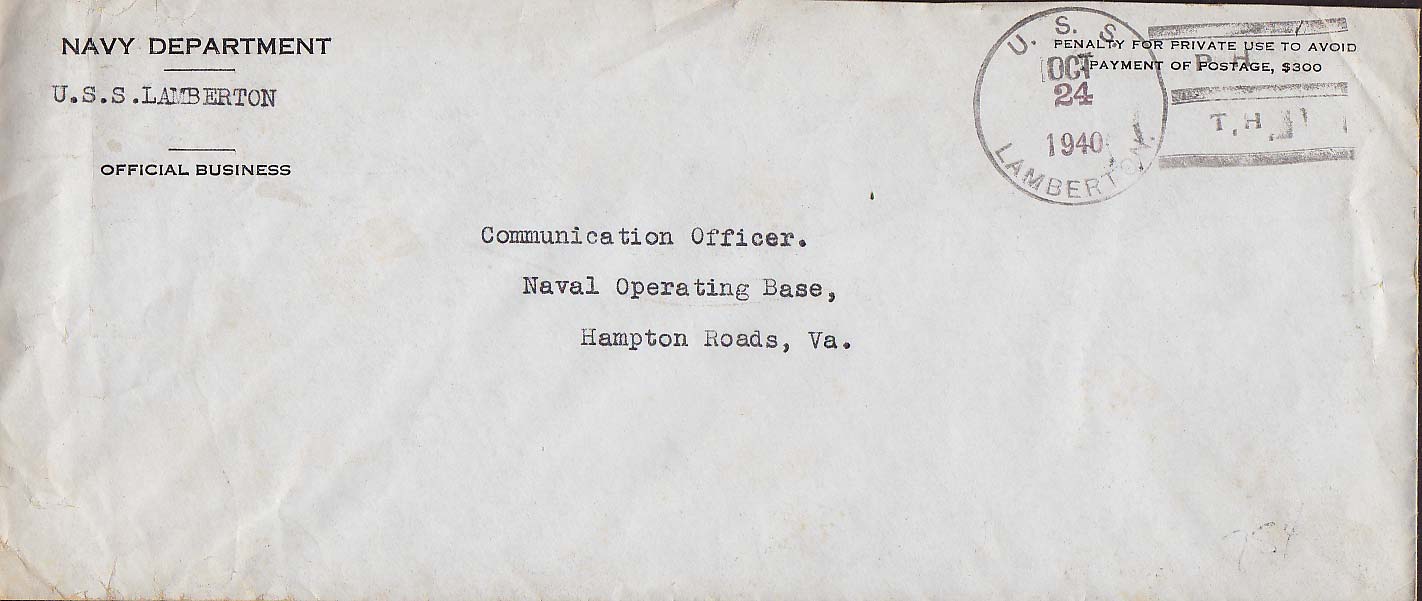 NAVY DEPARTMENT
U.S.S.LAMBERTON
OFFICIAL BUSINESS
U. S. S.
OCT
24
1940
LAMBERTON.
PENALTY FOR PRIVATE USE TO AVOID
PAYMENT OF POSTAGE, $300
P. H.
T. H.
Communication Officer.
Naval Operating Base,
Hampton Roads, Va.